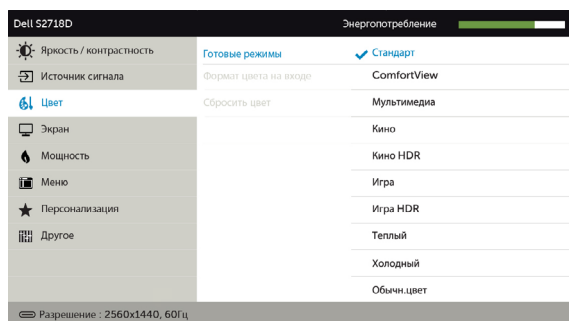 Dell S2718D
Энергопотребление
Яркость / контрастность
Готовые режимы
Стандарт
Источник сигнала
Формат цвета на входе
ComfortView
Цвет
Сбросить цвет
Мультимедиа
Экран
Кино
Мощность
Кино HDR
Меню
Игра
Персонализация
Игра HDR
Другое
Теплый
Холодный
Обычн.цвет
Разрешение : 2560x1440, 60Гц